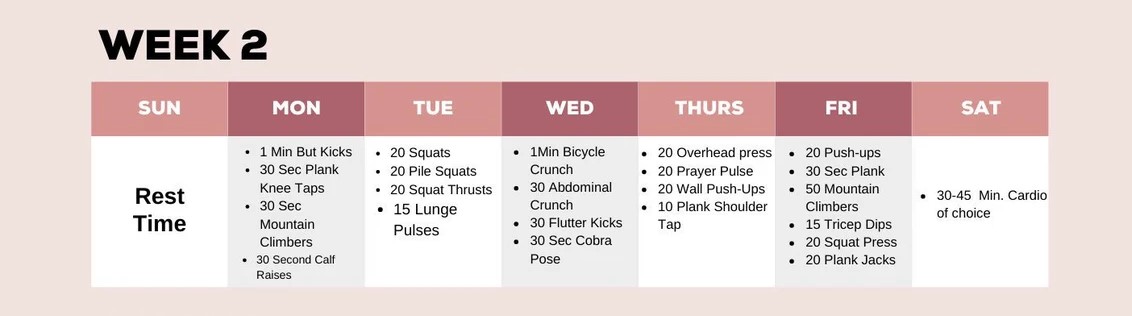 WEEK 2
SUN
MON
TUE
WED
THURS
FRI
SAT
Rest
Time
• 1 Min But Kicks
• 30 Sec Plank
Knee Taps
• 30 Sec
Mountain
Climbers
• 30 Second Calf
Raises
• 20 Squats
• 20 Pile Squats
• 20 Squat Thrusts
• 15 Lunge
Pulses
• 1Min Bicycle
Crunch
• 30 Abdominal
Crunch
• 30 Flutter Kicks
• 30 Sec Cobra
Pose
• 20 Overhead press
• 20 Prayer Pulse
• 20 Wall Push-Ups
• 10 Plank Shoulder
Tap
• 20 Push-ups
• 30 Sec Plank
• 50 Mountain
Climbers
• 15 Tricep Dips
• 20 Squat Press
• 20 Plank Jacks
• 30-45 Min. Cardio
of choice